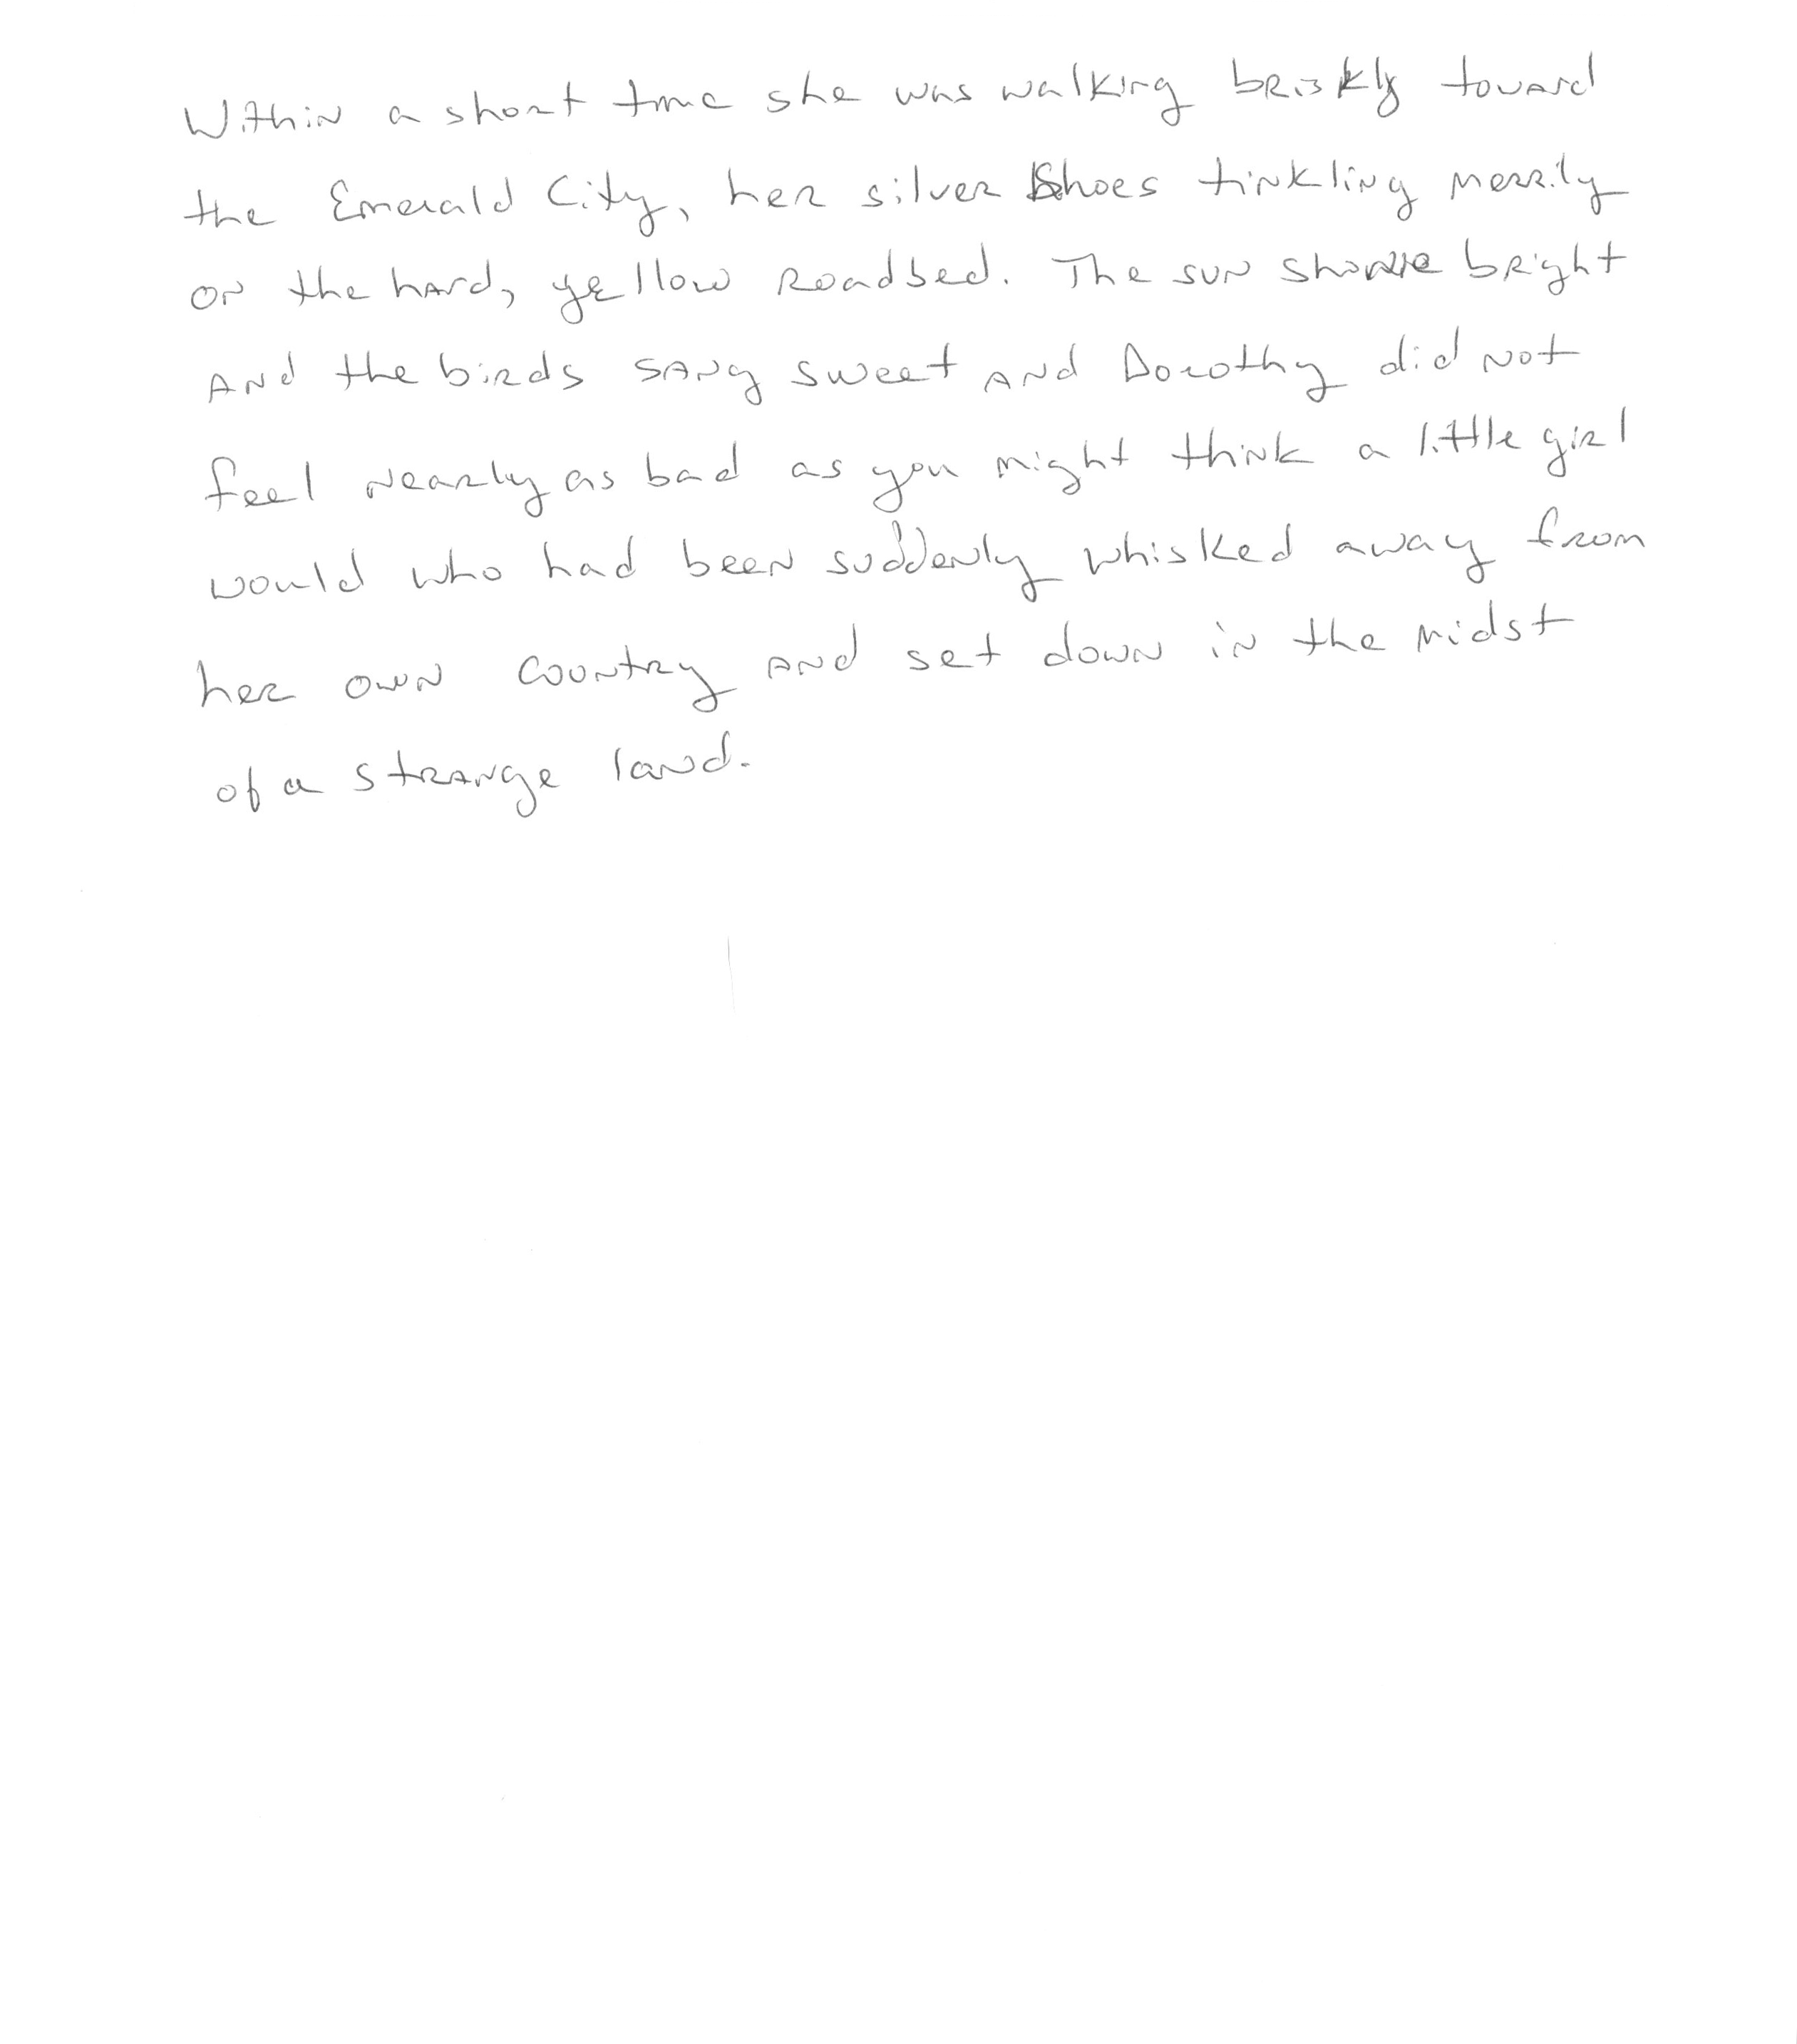 Within a short time she was walking briskly toward
the Emerald City, her silver shoes tinkling merrily
on the hard, yellow roadbed. The sun shone bright
and the birds sang sweet and Dorothy did not
feel nearly as bad as you might think a little girl
would who had been suddenly whisked away from
her own country and set down in the midst
of a strange land.